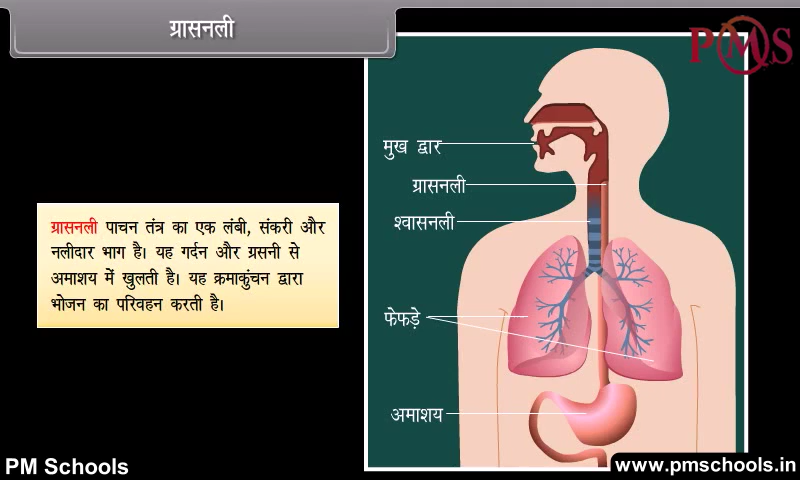 ग्रासनली
PMS
मुख द्वार
ग्रासनली
श्वासनली
फेफड़े
अमाशय
ग्रासनली पाचन तंत्र का एक लंबी, संकरी और
नलीदार भाग है। यह गर्दन और ग्रसनी से
अमाशय में खुलती है। यह क्रमाकुंचन द्वारा
भोजन का परिवहन करती है।
PM Schools
www.pmschools.in